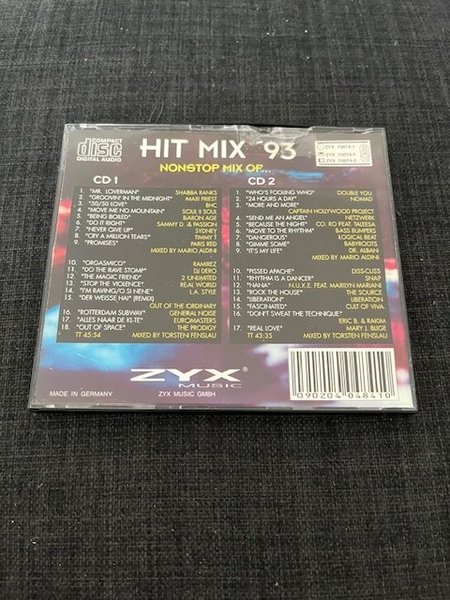 COMPACT
disc
DIGITAL AUDIO
HIT MIX '93
NONSTOP MIX OF...
CD 1
1. "MR. LOVERMAN" SHABBA RANKS
2. "GROOVIN' IN THE MIDNIGHT" MAXI PRIEST
3. "50/50 LOVE" BHC
4. "MOVE ME NO MOUNTAIN" SOUL II SOUL
5. "BEING BOILED" BARON AGE
6. "DO IT RIGHT" SAMMY D. & PASSION
7. "NEVER GIVE UP" SYDNEY
8. "CRY A MILLION TEARS" TIMMY T
9. "PROMISES" PARIS RED
MIXED BY MARIO ALDINI
10. "ORGASMICO" RAMIREZ
11. "DO THE RAVE STOMP" DJ DERO
12. "THE MAGIC FRIEND" 2 UNLIMITED
13. "STOP THE VIOLENCE" REAL WORLD
14. "I'M RAVING/O SI NENE" L.A. STYLE
15. "DER WEISSE HAI" (REMIX)
OUT OF THE ORDINARY
16. "ROTTERDAM SUBWAY" GENERAL NOISE
17. "ALLES NAAR DE KL-TE" EUROMASTERS
18. "OUT OF SPACE" THE PRODIGY
TT 45:54 MIXED BY TORSTEN FENSLAU
CD 2
1. "WHO'S FOOLING WHO" DOUBLE YOU
2. "24 HOURS A DAY" NOMAD
3. "MORE AND MORE"
CAPTAIN HOLLYWOOD PROJECT
4. "SEND ME AN ANGEL" NETZWERK
5. "BECAUSE THE NIGHT" CO. RO FEAT. TALEESA
6. "MOVE TO THE RHYTHM" BASS BUMPERS
7. "DANGEROUS" LOGICAL BEAT
8. "GIMME SOME" BABYROOTS
9. "IT'S MY LIFE" DR. ALBAN
MIXED BY MARIO ALDINI
10. "PISSED APACHE" DISS-CUSS
11. "RHYTHM IS A DANCER" SNAP
12. "NANA" N.U.K.E. FEAT. MARILYN MARIANI
13. "ROCK THE HOUSE" THE SOURCE
14. "LIBERATION" LIBERATION
15. "FASCINATED" CULT OF VIVA
16. "DON'T SWEAT THE TECHNIQUE"
ERIC B. & RAKIM
17. "REAL LOVE" MARY J. BLIGE
TT 43:35 MIXED BY TORSTEN FENSLAU
ZYX®
MUSIC
MADE IN GERMANY
ZYX MUSIC GMBH
090204048410